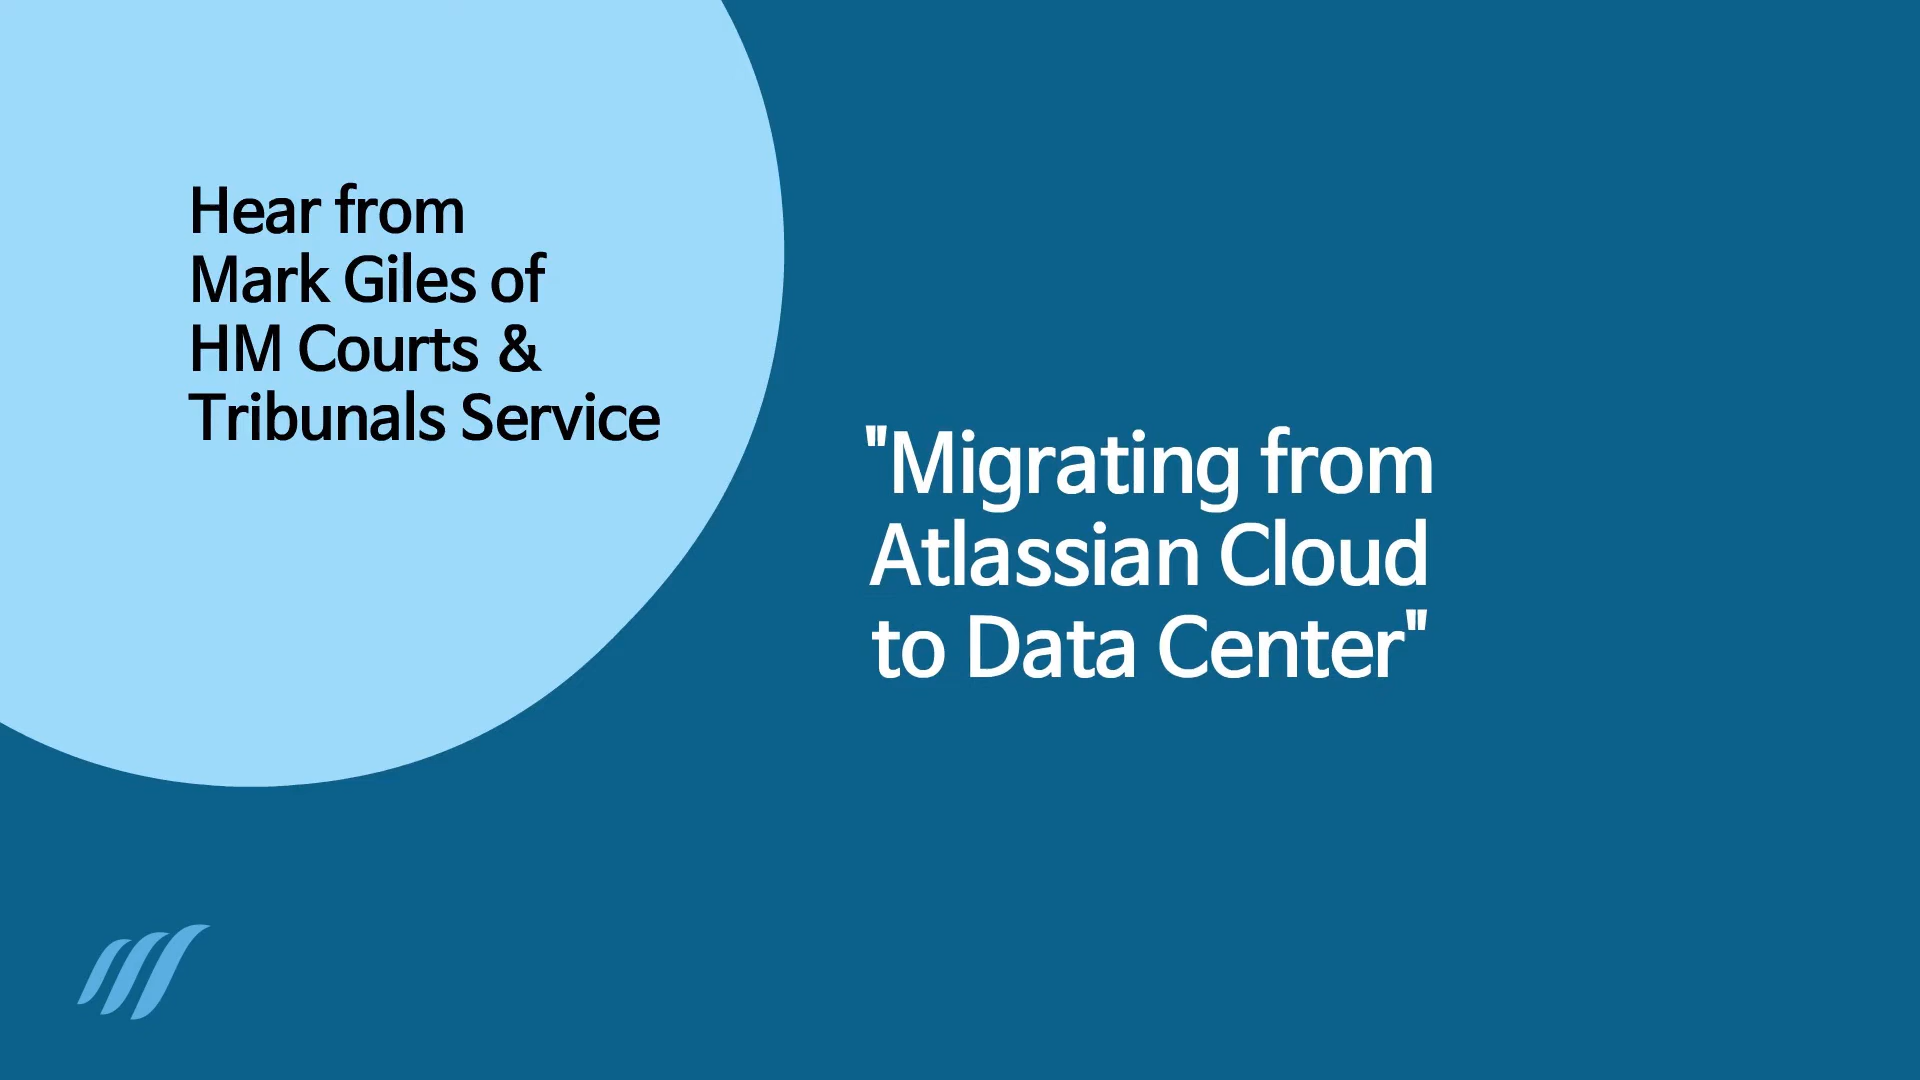 Hear from
Mark Giles of
HM Courts &
Tribunals Service
"Migrating from
Atlassian Cloud
to Data Center"